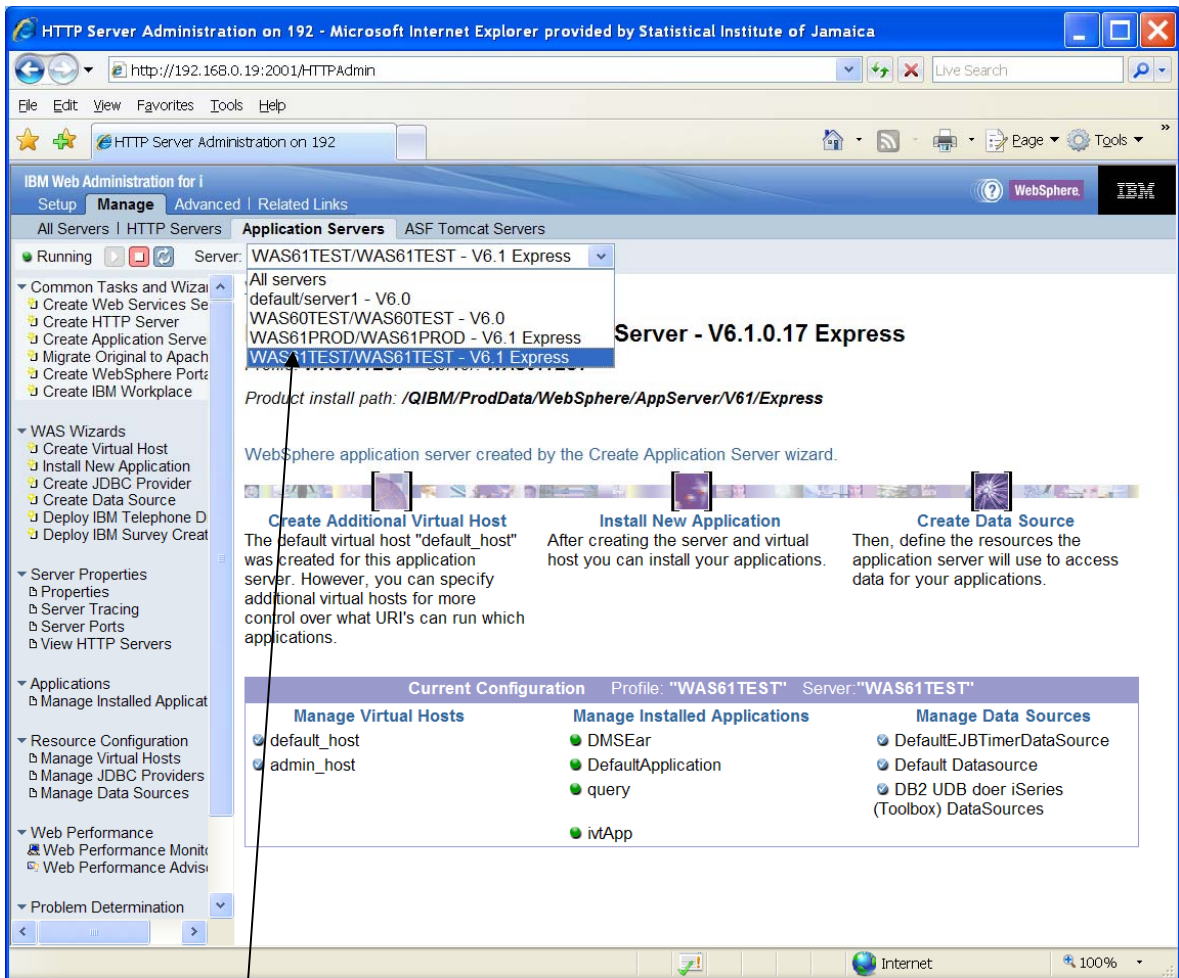 HTTP Server Administration on 192 - Microsoft Internet Explorer provided by Statistical Institute of Jamaica
http://192.168.0.19:2001/HTTPAdmin
Live Search
File Edit View Favorites Tools Help
HTTP Server Administration on 192
Page
Tools
IBM Web Administration for i
WebSphere.
IBM
Setup Manage Advanced | Related Links
All Servers | HTTP Servers Application Servers ASF Tomcat Servers
Running
Server: WAS61TEST/WAS61TEST - V6.1 Express
All servers
default/server1 - V6.0
WAS60TEST/WAS60TEST - V6.0
WAS61PROD/WAS61PROD - V6.1 Express
WAS61TEST/WAS61TEST - V6.1 Express
Common Tasks and Wizar
Create Web Services Se
Create HTTP Server
Create Application Serve
Migrate Original to Apach
Create WebSphere Porta
Create IBM Workplace
WAS Wizards
Create Virtual Host
Install New Application
Create JDBC Provider
Create Data Source
Deploy IBM Telephone D
Deploy IBM Survey Creat
Server Properties
Properties
Server Tracing
Server Ports
View HTTP Servers
Applications
Manage Installed Applicat
Resource Configuration
Manage Virtual Hosts
Manage JDBC Providers
Manage Data Sources
Web Performance
Web Performance Monito
Web Performance Adviso
Problem Determination
Server - V6.1.0.17 Express
Product install path: /QIBM/ProdData/WebSphere/AppServer/V61/Express
WebSphere application server created by the Create Application Server wizard.
Create Additional Virtual Host
The default virtual host "default_host"
was created for this application
server. However, you can specify
additional virtual hosts for more
control over what URI's can run which
applications.
Install New Application
After creating the server and virtual
host you can install your applications.
Create Data Source
Then, define the resources the
application server will use to access
data for your applications.
Current Configuration Profile: "WAS61TEST" Server:"WAS61TEST"
Manage Virtual Hosts
default_host
admin_host
Manage Installed Applications
DMSEar
DefaultApplication
query
ivtApp
Manage Data Sources
DefaultEJBTimerDataSource
Default Datasource
DB2 UDB doer iSeries
(Toolbox) DataSources
Internet
100%